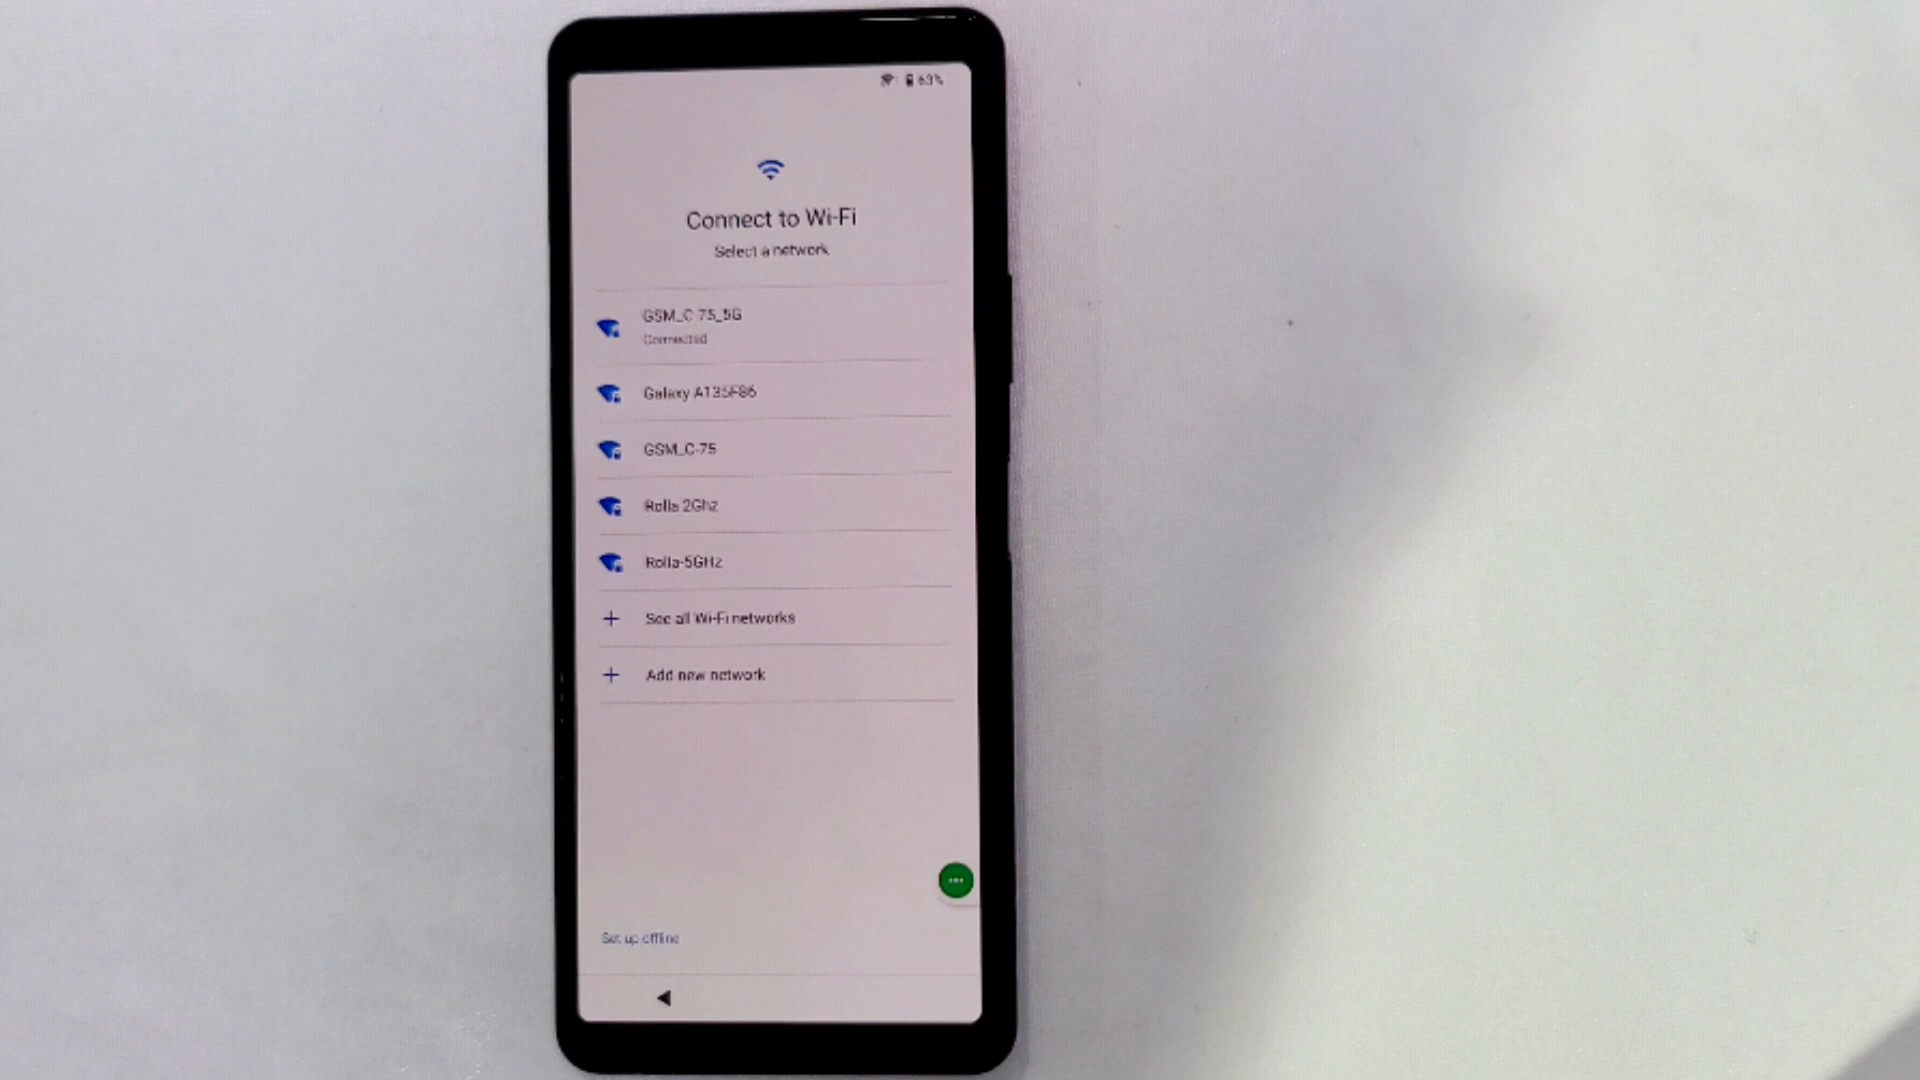 63%
Connect to Wi-Fi
Select a network
GSM_C-75_5G
Connected
Galaxy A135F86
GSM_C-75
Rolla 2Ghz
Rolla-5GHz
See all Wi-Fi networks
Add new network
Set up offline